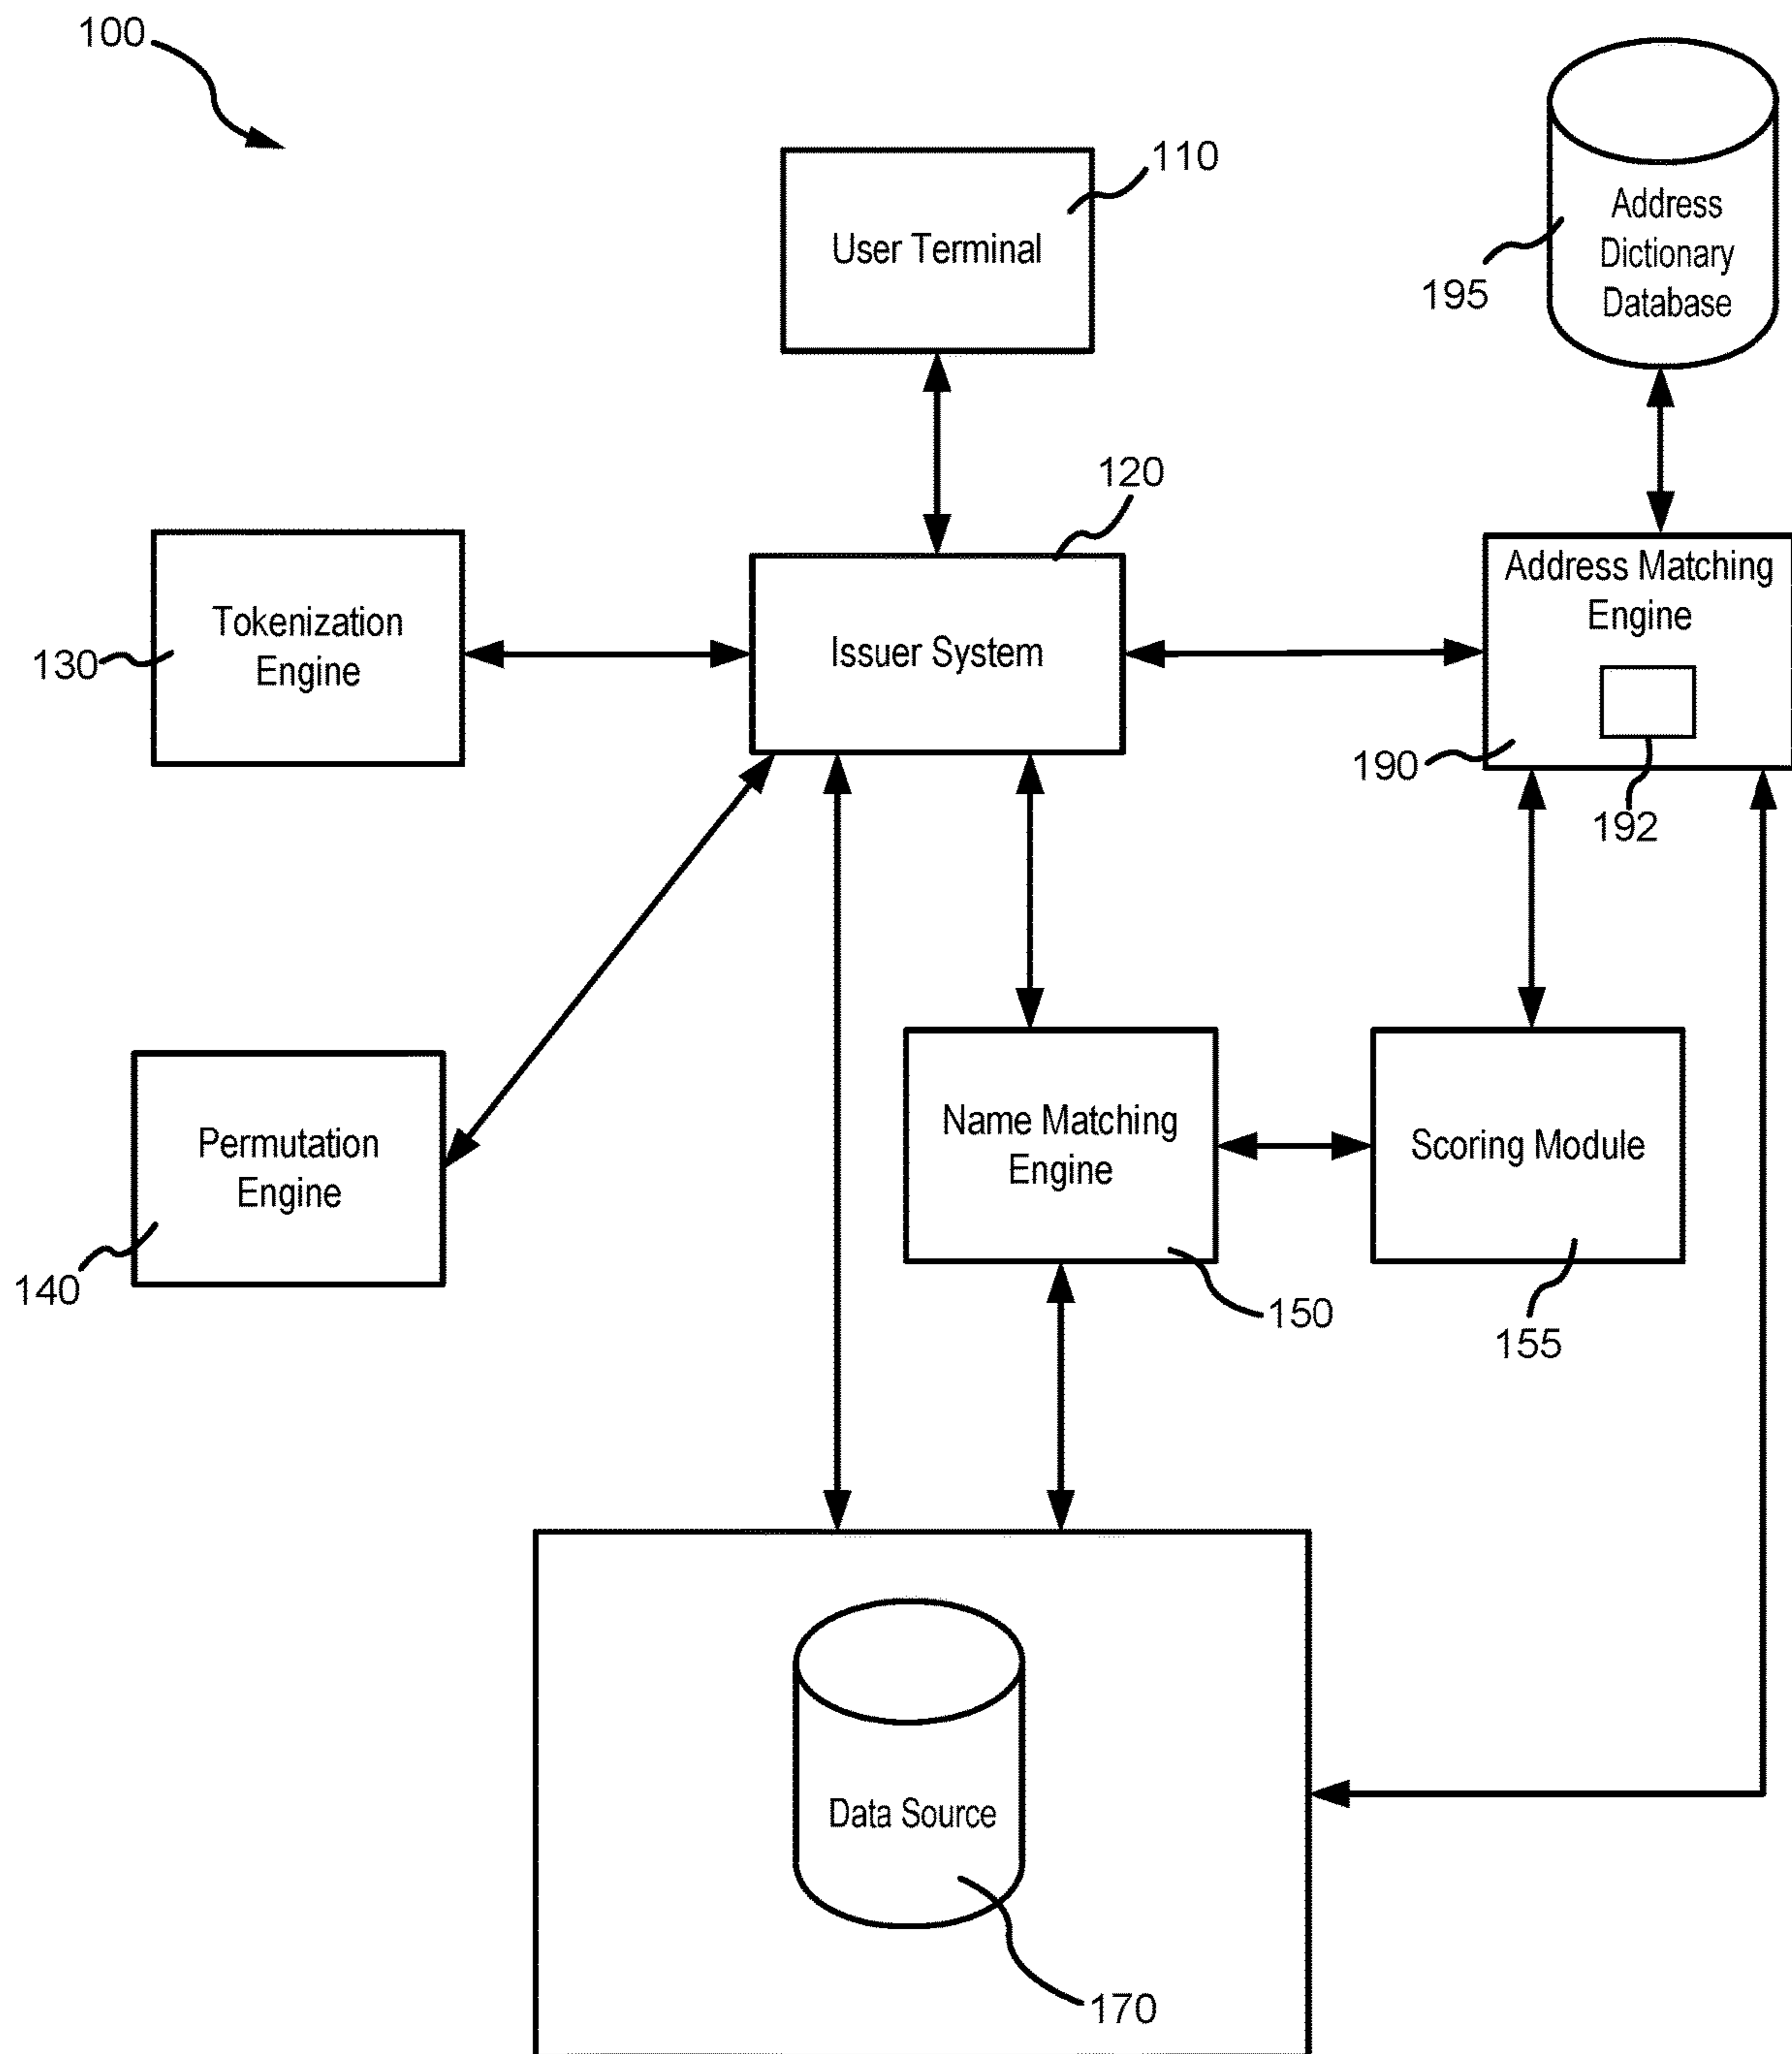 100
110
User Terminal
Address
Dictionary
Database
195
120
Tokenization
Engine
130
Issuer System
Address Matching
Engine
190
192
Permutation
Engine
140
Name Matching
Engine
150
Scoring Module
155
Data Source
170